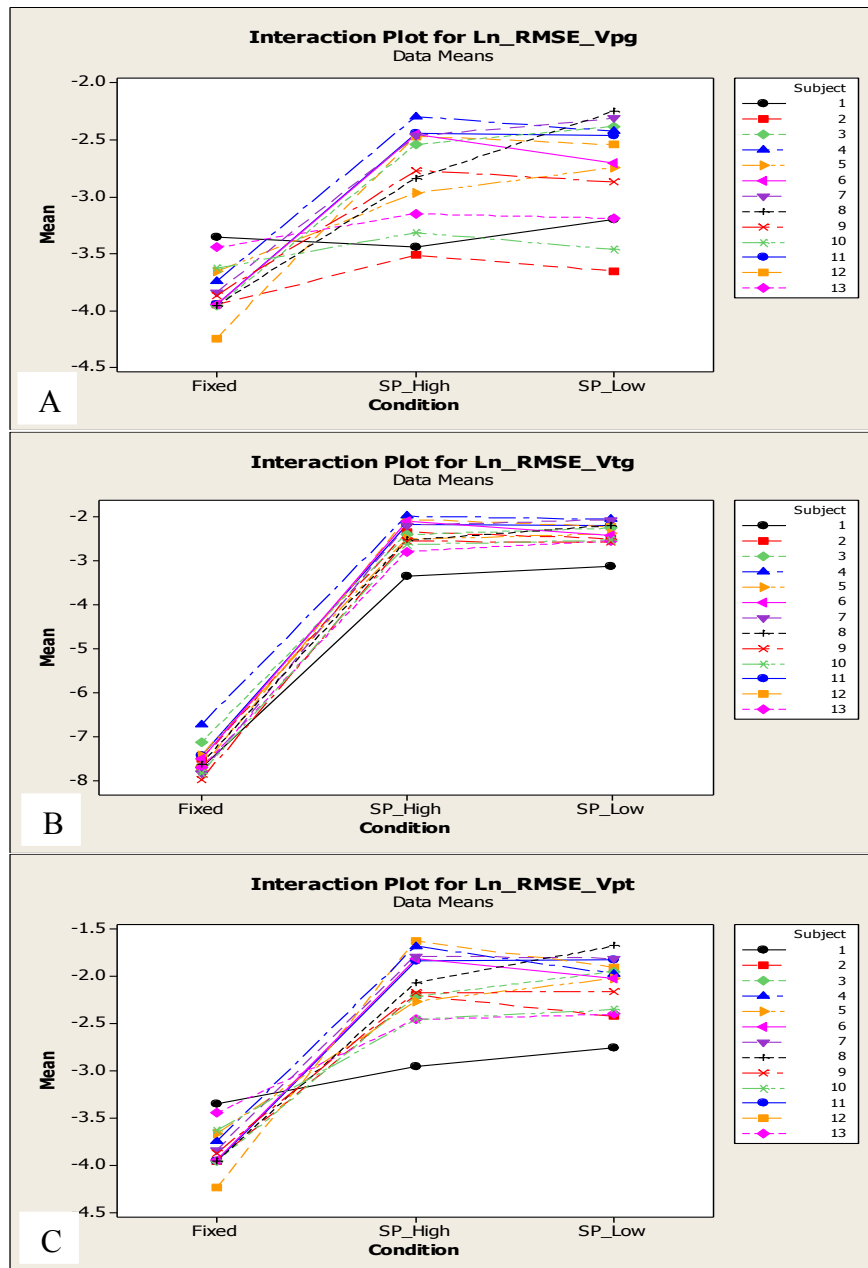 Interaction Plot for Ln_RMSE_Vpg
Data Means
-2.0
-2.5
-3.0
-3.5
-4.0
-4.5
Mean
Fixed
SP_High
SP_Low
Condition
Subject
1
2
3
4
5
6
7
8
9
10
11
12
13
A
Interaction Plot for Ln_RMSE_Vtg
Data Means
-2
-3
-4
-5
-6
-7
-8
Mean
Fixed
SP_High
SP_Low
Condition
Subject
1
2
3
4
5
6
7
8
9
10
11
12
13
B
Interaction Plot for Ln_RMSE_Vpt
Data Means
-1.5
-2.0
-2.5
-3.0
-3.5
-4.0
-4.5
Mean
Fixed
SP_High
SP_Low
Condition
Subject
1
2
3
4
5
6
7
8
9
10
11
12
13
C